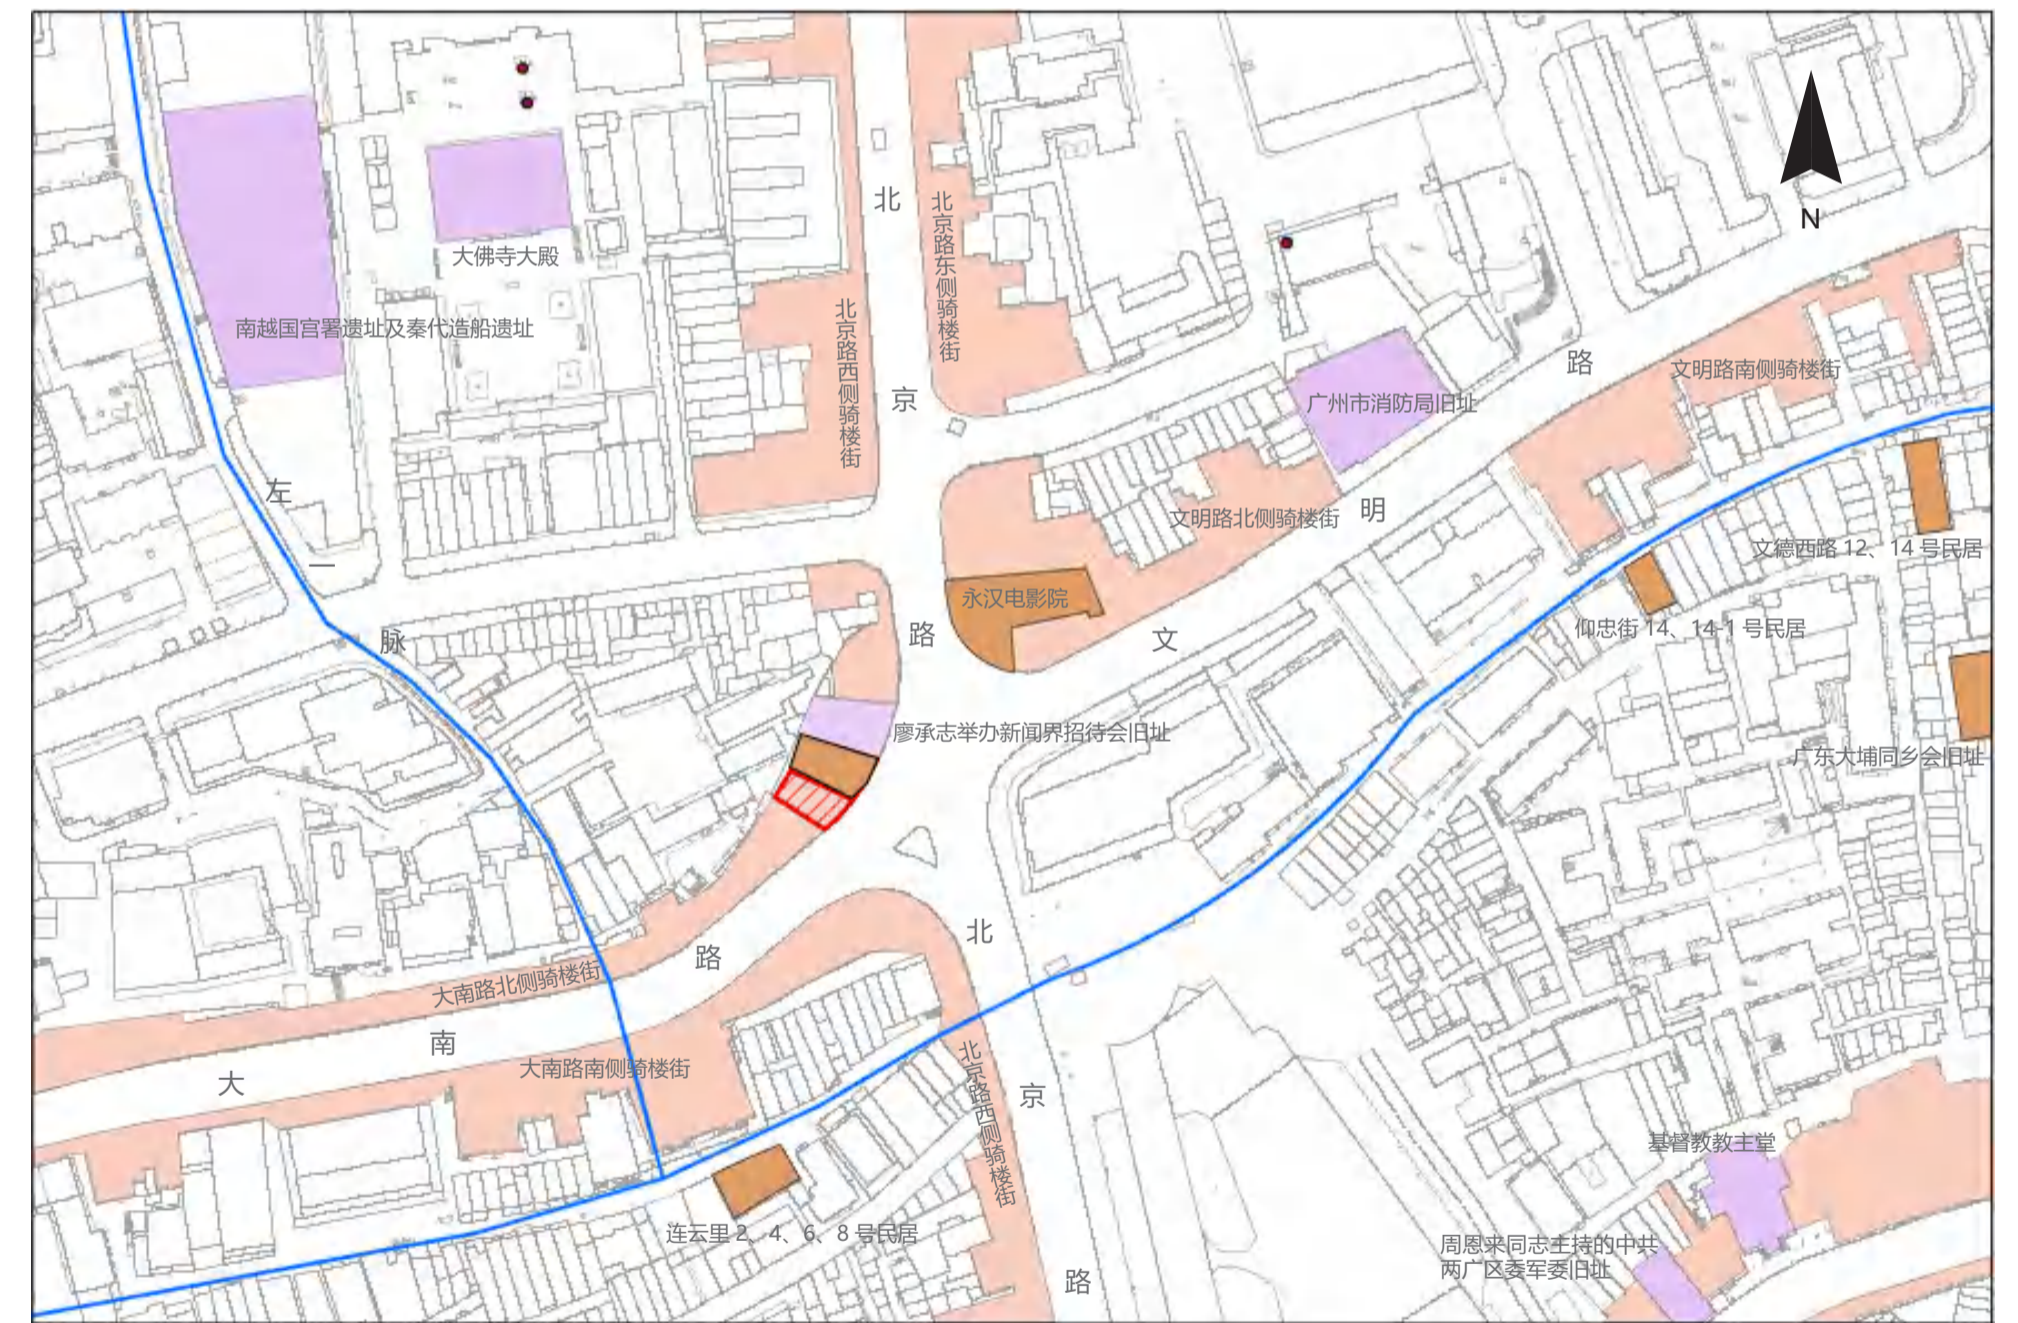 N
大佛寺大殿
南越国宫署遗址及秦代造船遗址
北京路
北京路东侧骑楼街
北京路西侧骑楼街
文明路
文明路南侧骑楼街
广州市消防局旧址
文明路北侧骑楼街
左一脉
文德西路 12、14 号民居
永汉电影院
仰忠街 14、14-1 号民居
廖承志举办新闻界招待会旧址
广东大埔同乡会旧址
大南路
大南路北侧骑楼街
大南路南侧骑楼街
北京路
北京路西侧骑楼街
基督教教主堂
连云里 2、4、6、8 号民居
周恩来同志主持的中共
两广区委军委旧址